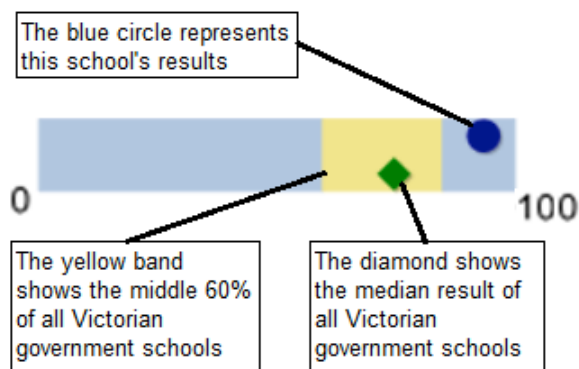 The blue circle represents
this school's results
0
100
The yellow band
shows the middle 60%
of all Victorian
government schools
The diamond shows
the median result of
all Victorian
government schools